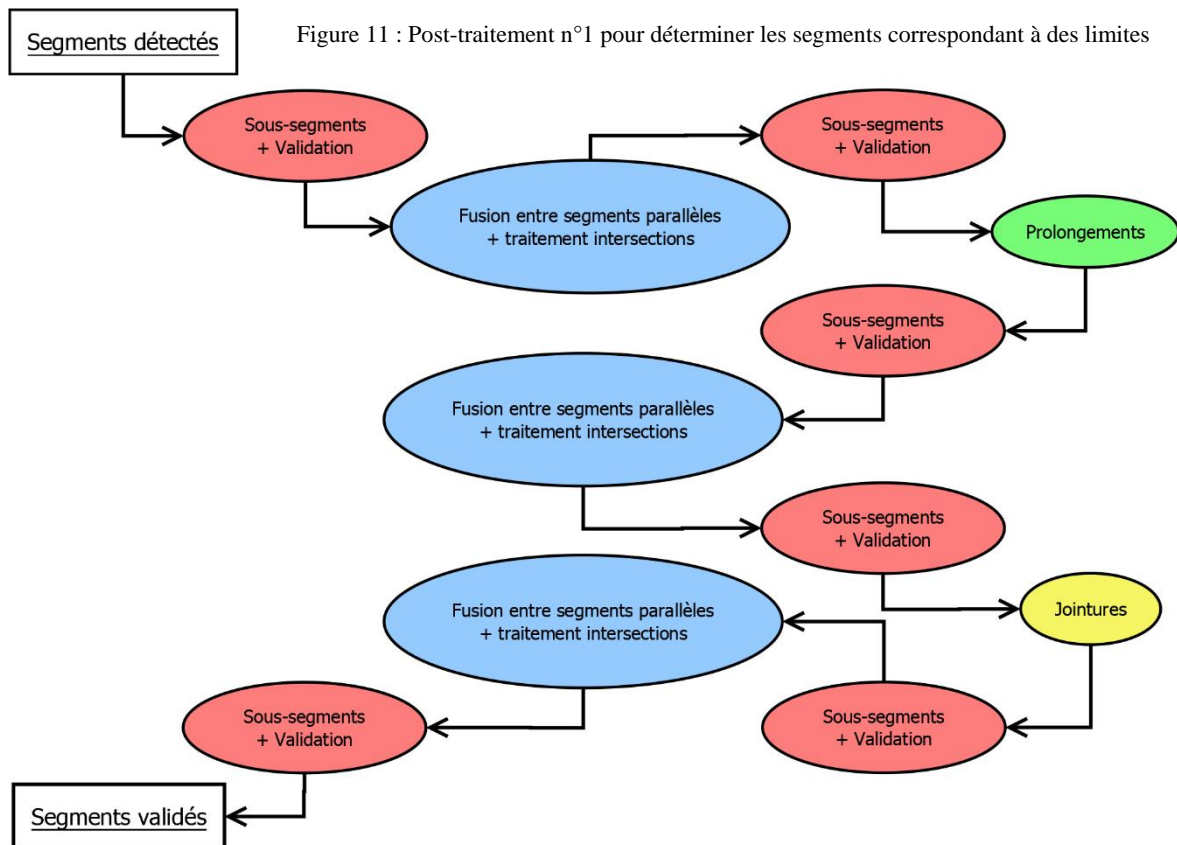 Segments détectés
Figure 11 : Post-traitement n°1 pour déterminer les segments correspondant à des limites
Sous-segments
+ Validation
Fusion entre segments parallèles
+ traitement intersections
Sous-segments
+ Validation
Prolongements
Sous-segments
+ Validation
Fusion entre segments parallèles
+ traitement intersections
Sous-segments
+ Validation
Jointures
Sous-segments
+ Validation
Fusion entre segments parallèles
+ traitement intersections
Sous-segments
+ Validation
Segments validés